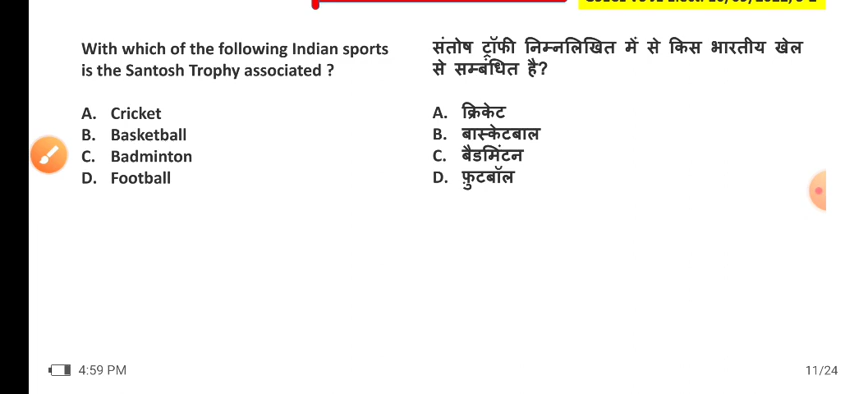 With which of the following Indian sports
is the Santosh Trophy associated ?
A. Cricket
B. Basketball
C. Badminton
D. Football
संतोष ट्रॉफी निम्नलिखित में से किस भारतीय खेल
से सम्बंधित है?
A. क्रिकेट
B. बास्केटबाल
C. बैडमिंटन
D. फ़ुटबॉल
4:59 PM
11/24